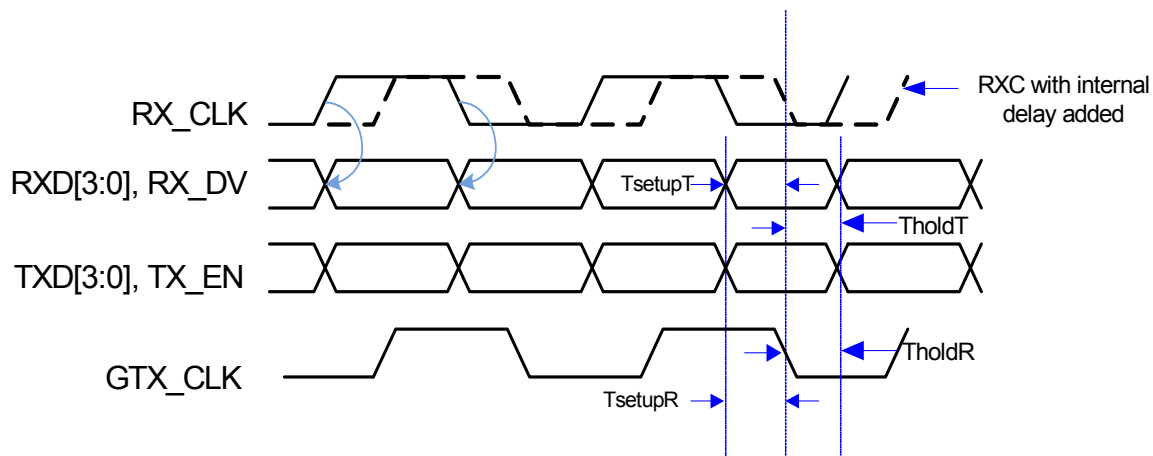 RX_CLK
RXC with internal
delay added
RXD[3:0], RX_DV
TsetupT
TholdT
TXD[3:0], TX_EN
GTX_CLK
TholdR
TsetupR